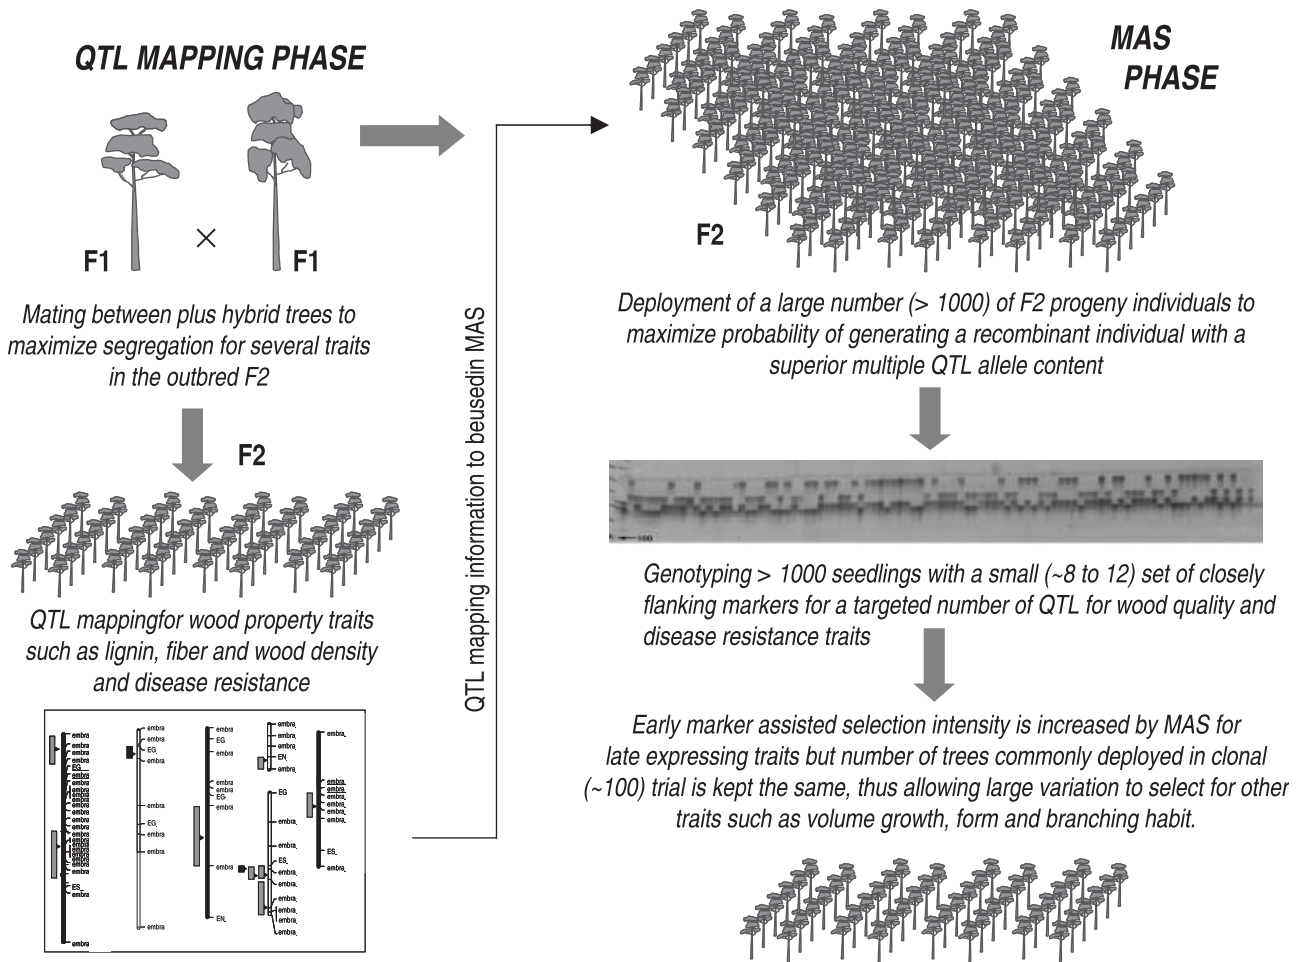 QTL MAPPING PHASE
F1
×
F1
Mating between plus hybrid trees to
maximize segregation for several traits
in the outbred F2
F2
QTL mappingfor wood property traits
such as lignin, fiber and wood density
and disease resistance
QTL mapping information to beusedin MAS
MAS
PHASE
F2
Deployment of a large number (> 1000) of F2 progeny individuals to
maximize probability of generating a recombinant individual with a
superior multiple QTL allele content
100
Genotyping > 1000 seedlings with a small (~8 to 12) set of closely
flanking markers for a targeted number of QTL for wood quality and
disease resistance traits
Early marker assisted selection intensity is increased by MAS for
late expressing traits but number of trees commonly deployed in clonal
(~100) trial is kept the same, thus allowing large variation to select for other
traits such as volume growth, form and branching habit.